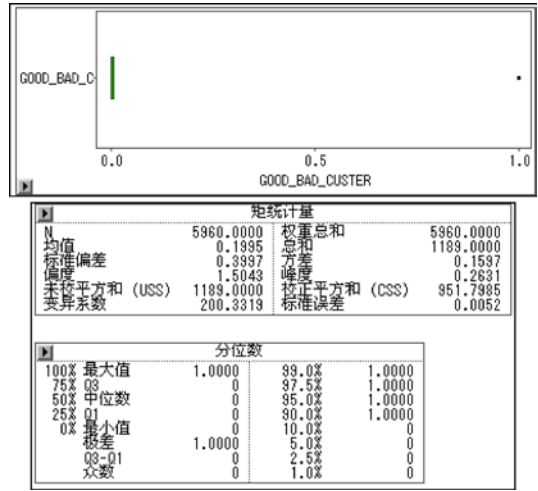 GOOD_BAD_C
0.0 0.5 1.0
GOOD_BAD_CUSTER
矩统计量
N 5960.0000 权重总和 5960.0000
均值 0.1995 总和 1189.0000
标准偏差 0.3997 方差 0.1597
偏度 1.5043 峰度 0.2631
未校平方和 (USS) 1189.0000 校正平方和 (CSS) 951.7985
变异系数 200.3319 标准误差 0.0052
分位数
100% 最大值 1.0000 99.0% 1.0000
75% Q3 0 97.5% 1.0000
50% 中位数 0 95.0% 1.0000
25% Q1 0 90.0% 1.0000
0% 最小值 0 10.0% 0
极差 1.0000 5.0% 0
Q3-Q1 0 2.5% 0
众数 0 1.0% 0